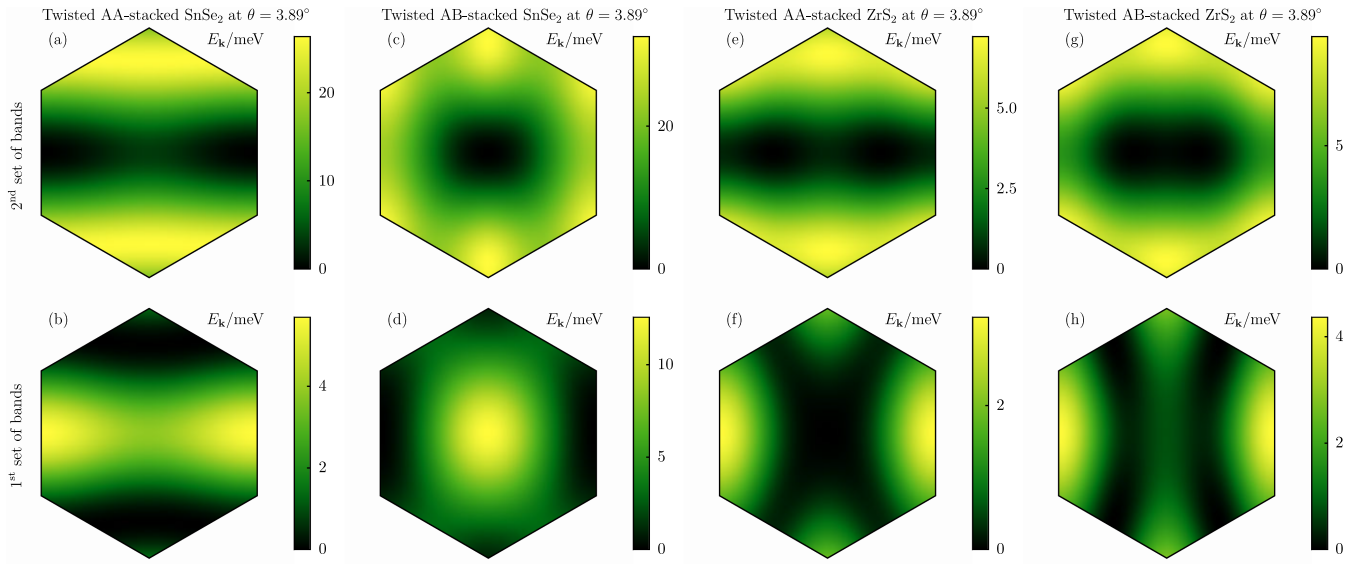 Twisted AA-stacked SnSe₂ at θ = 3.89°
Twisted AB-stacked SnSe₂ at θ = 3.89°
Twisted AA-stacked ZrS₂ at θ = 3.89°
Twisted AB-stacked ZrS₂ at θ = 3.89°
2ⁿᵈ set of bands
(a)
E𝐤/meV
20
10
0
(c)
E𝐤/meV
20
0
(e)
E𝐤/meV
5.0
2.5
0
(g)
E𝐤/meV
5
0
1ˢᵗ set of bands
(b)
E𝐤/meV
4
2
0
(d)
E𝐤/meV
10
5
0
(f)
E𝐤/meV
2
0
(h)
E𝐤/meV
4
2
0